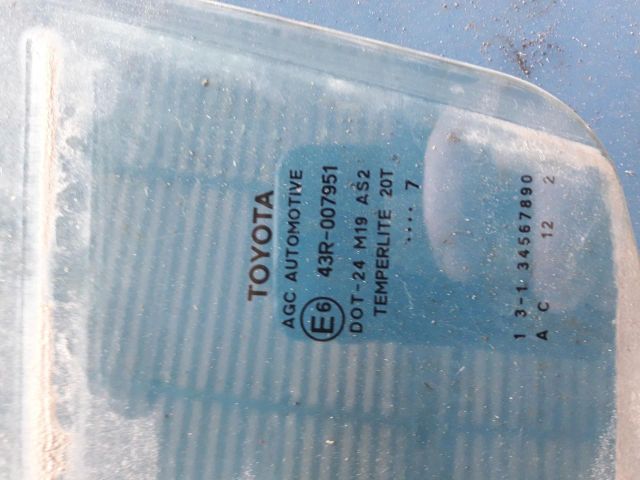 TOYOTA
AGC AUTOMOTIVE
E6 43R-007951
DOT-24 M19 AS2
TEMPERLITE 20T
.... 7
1 3-1 34567890
A C 12 2